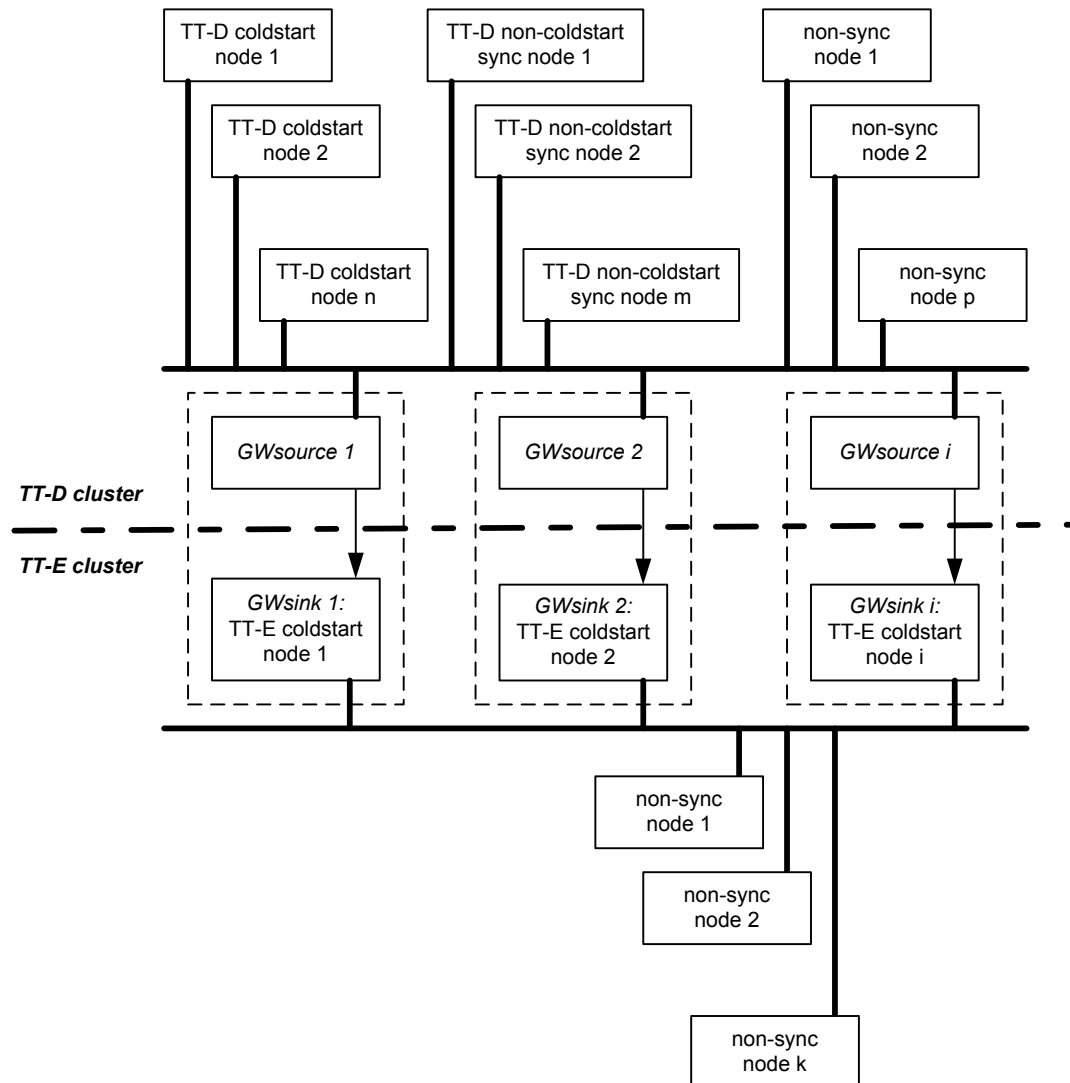 TT-D coldstart
node 1
TT-D non-coldstart
sync node 1
non-sync
node 1
TT-D coldstart
node 2
TT-D non-coldstart
sync node 2
non-sync
node 2
TT-D coldstart
node n
TT-D non-coldstart
sync node m
non-sync
node p
GWsource 1
GWsource 2
GWsource i
TT-D cluster
TT-E cluster
GWsink 1:
TT-E coldstart
node 1
GWsink 2:
TT-E coldstart
node 2
GWsink i:
TT-E coldstart
node i
non-sync
node 1
non-sync
node 2
non-sync
node k